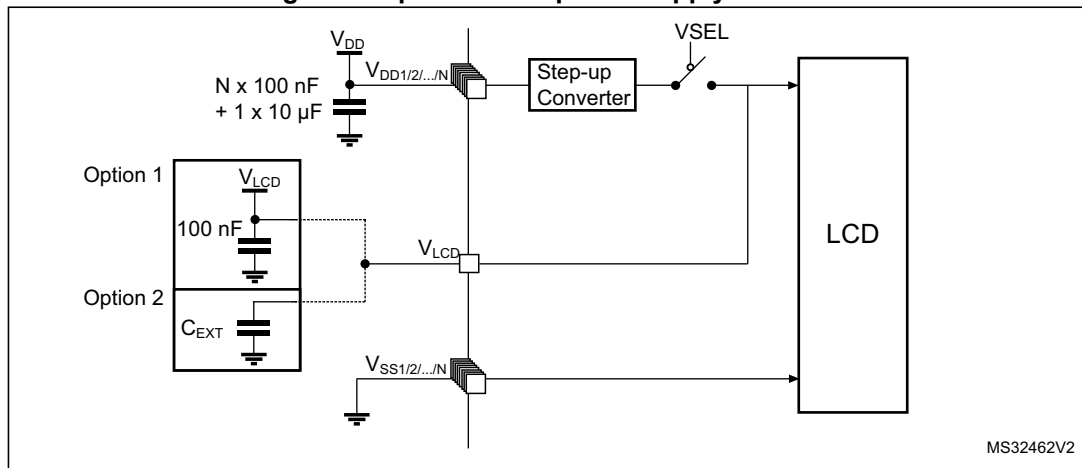 VDD
N x 100 nF
+ 1 x 10 µF
VDD1/2/.../N
Step-up
Converter
VSEL
Option 1
VLCD
100 nF
VLCD
LCD
Option 2
CEXT
VSS1/2/.../N
MS32462V2